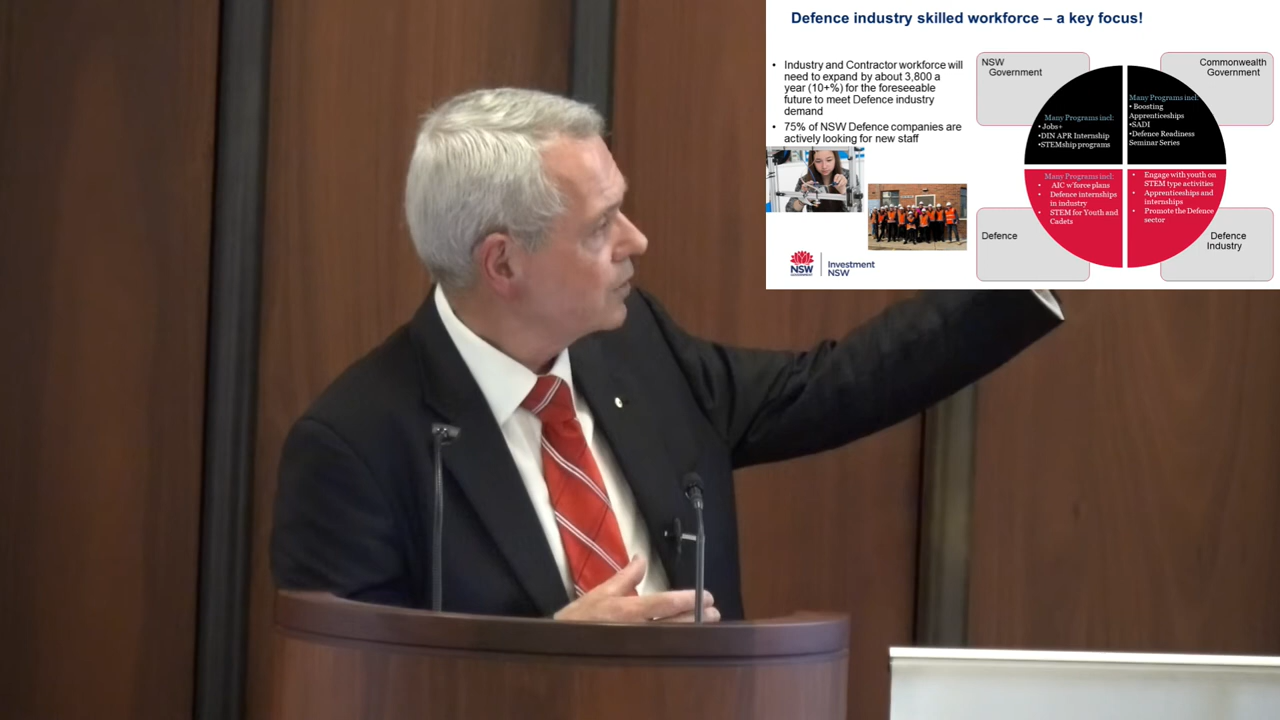 Defence industry skilled workforce – a key focus!
• Industry and Contractor workforce will
need to expand by about 3,800 a
year (10+%) for the foreseeable
future to meet Defence industry
demand
• 75% of NSW Defence companies are
actively looking for new staff
NSW
Government
Commonwealth
Government
Many Programs incl:
• Jobs+
•DIN APR Internship
•STEMship programs
Many Programs incl:
• Boosting
Apprenticeships
•SADI
•Defence Readiness
Seminar Series
Many Programs incl:
• AIC w'force plans
• Defence internships
in industry
• STEM for Youth and
Cadets
• Engage with youth on
STEM type activities
• Apprenticeships and
internships
• Promote the Defence
sector
Defence
Defence
Industry
NSW
GOVERNMENT
Investment
NSW